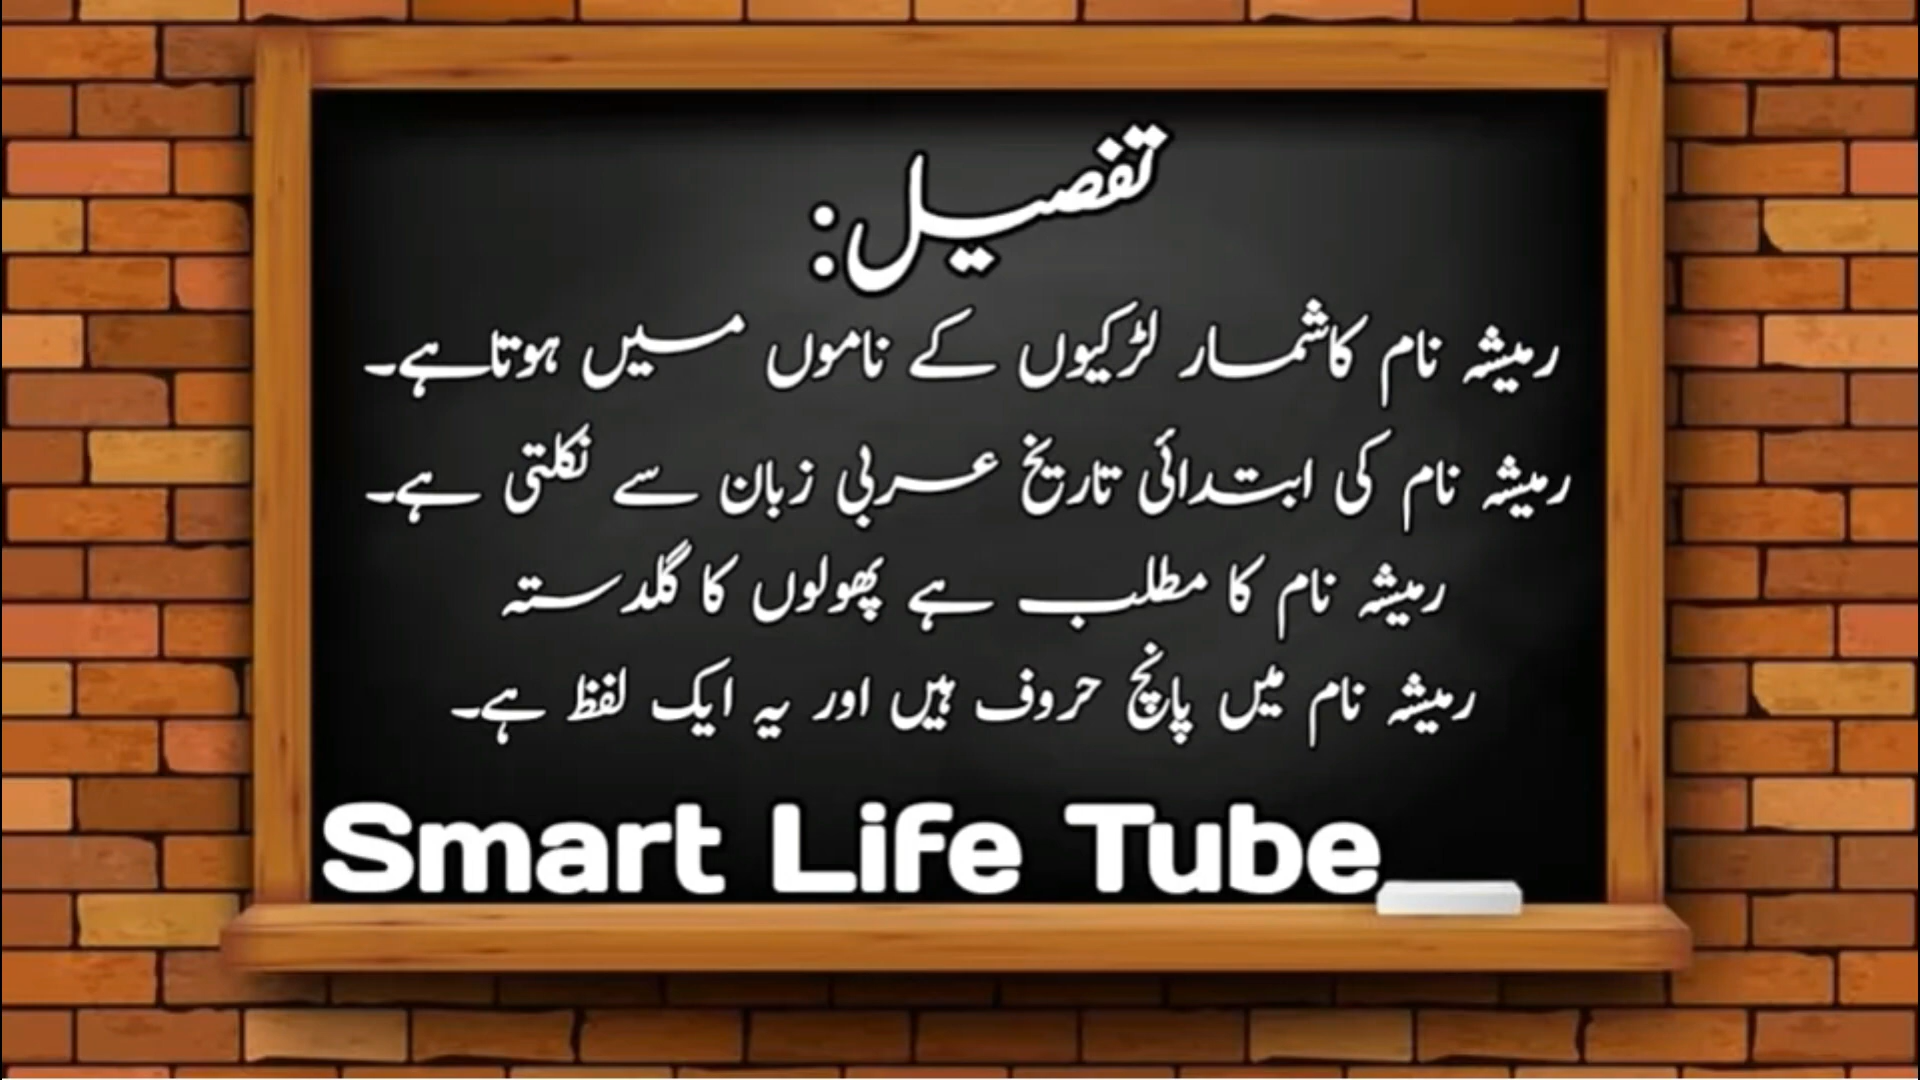 تفصیل:
رمیشہ نام کا شمار لڑکیوں کے ناموں میں ہوتا ہے۔
رمیشہ نام کی ابتدائی تاریخ عربی زبان سے نکلتی ہے۔
رمیشہ نام کا مطلب ہے پھولوں کا گلدستہ
رمیشہ نام میں پانچ حروف ہیں اور یہ ایک لفظ ہے۔
Smart Life Tube